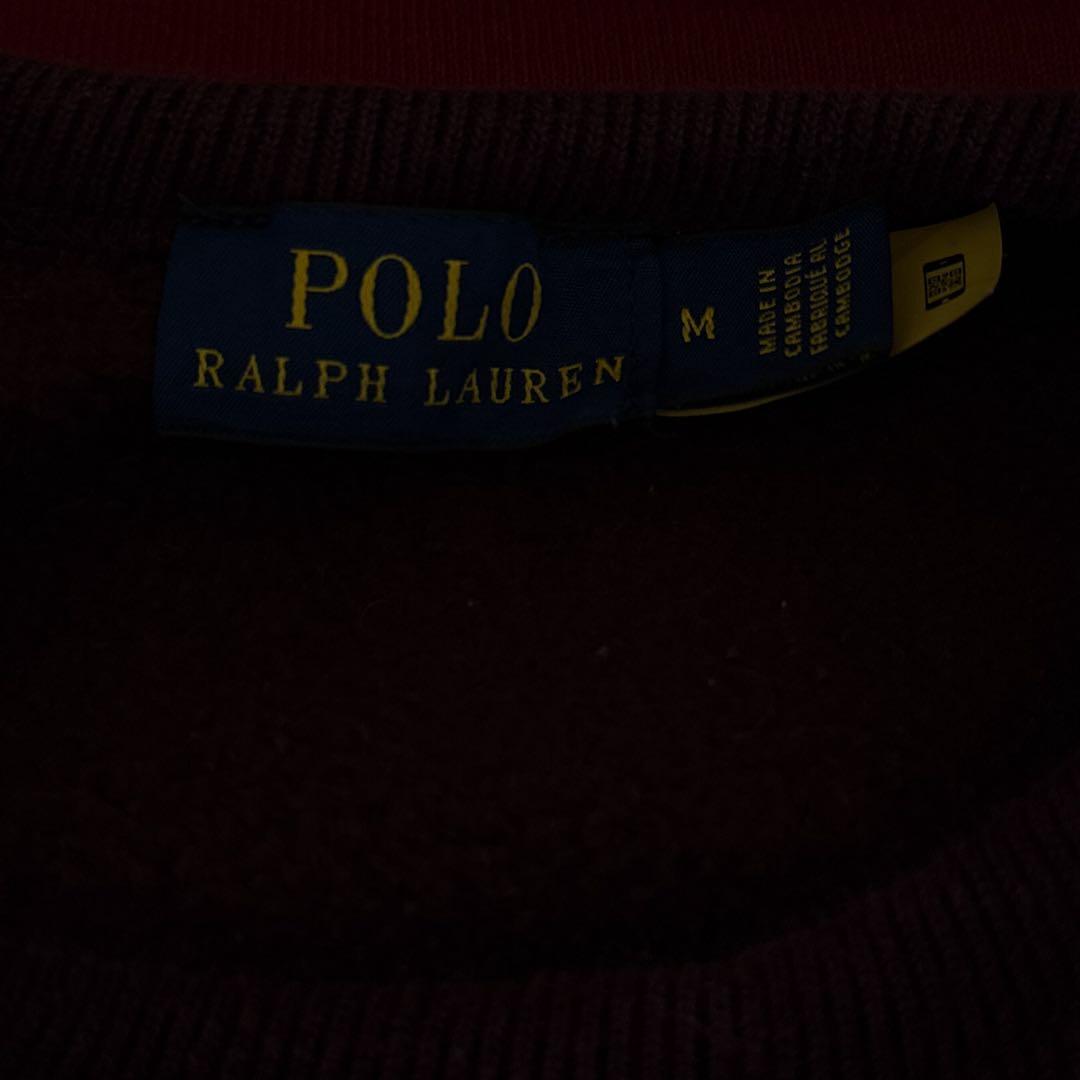 POLO
RALPH LAUREN
M
MADE IN
CAMBODIA
FABRIQUÉ AU
CAMBODGE